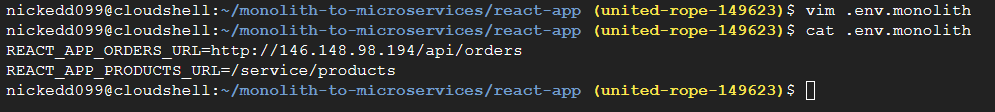 nickedd099@cloudshell:~/monolith-to-microservices/react-app (united-rope-149623)$ vim .env.monolith
nickedd099@cloudshell:~/monolith-to-microservices/react-app (united-rope-149623)$ cat .env.monolith
REACT_APP_ORDERS_URL=http://146.148.98.194/api/orders
REACT_APP_PRODUCTS_URL=/service/products
nickedd099@cloudshell:~/monolith-to-microservices/react-app (united-rope-149623)$